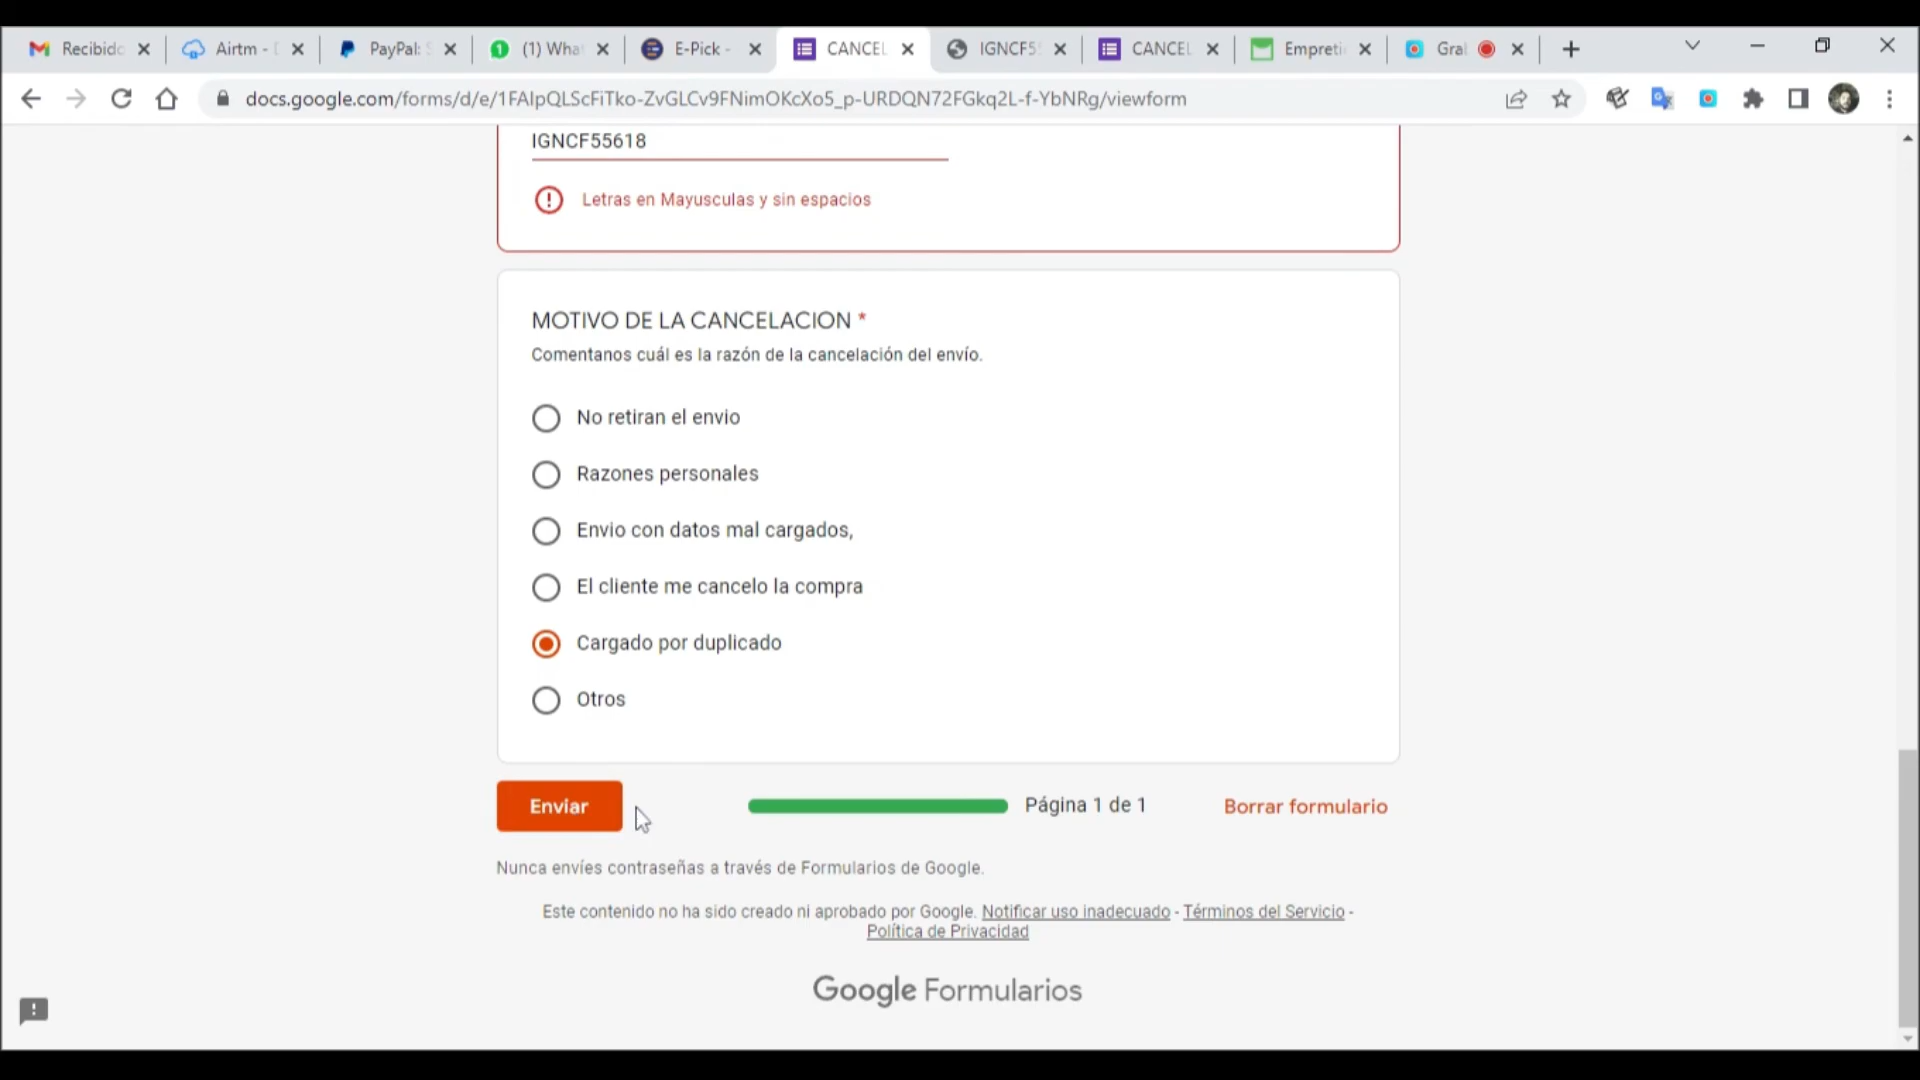 Recibido
Airtm -
PayPal:
(1) What
E-Pick -
CANCEL
IGNCF5
CANCEL
Empreti
Gral
docs.google.com/forms/d/e/1FAIpQLScFiTko-ZvGLCv9FNimOKcXo5_p-URDQN72FGkq2L-f-YbNRg/viewform
IGNCF55618
Letras en Mayusculas y sin espacios
MOTIVO DE LA CANCELACION *
Comentanos cuál es la razón de la cancelación del envío.
No retiran el envio
Razones personales
Envio con datos mal cargados,
El cliente me cancelo la compra
Cargado por duplicado
Otros
Enviar
Página 1 de 1
Borrar formulario
Nunca envíes contraseñas a través de Formularios de Google.
Este contenido no ha sido creado ni aprobado por Google. Notificar uso inadecuado - Términos del Servicio -
Política de Privacidad
Google Formularios